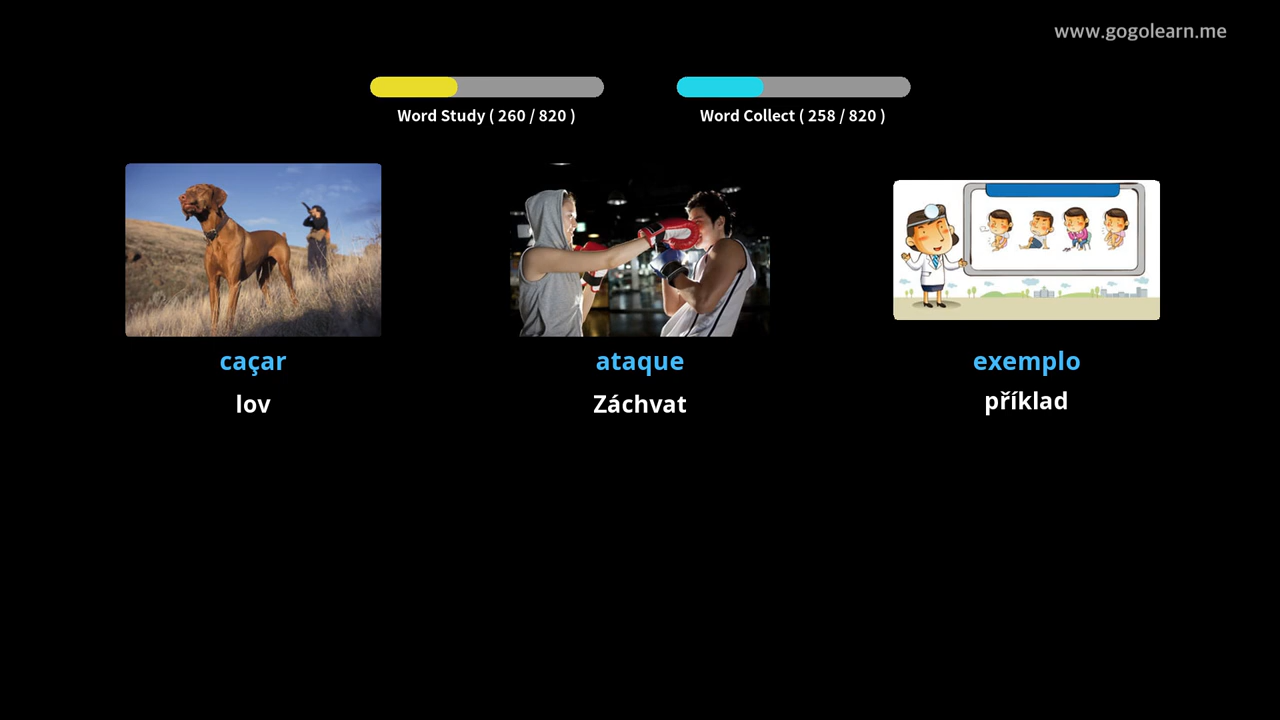 www.gogolearn.me
Word Study ( 260 / 820 )
Word Collect ( 258 / 820 )
caçar
lov
ataque
Záchvat
exemplo
příklad